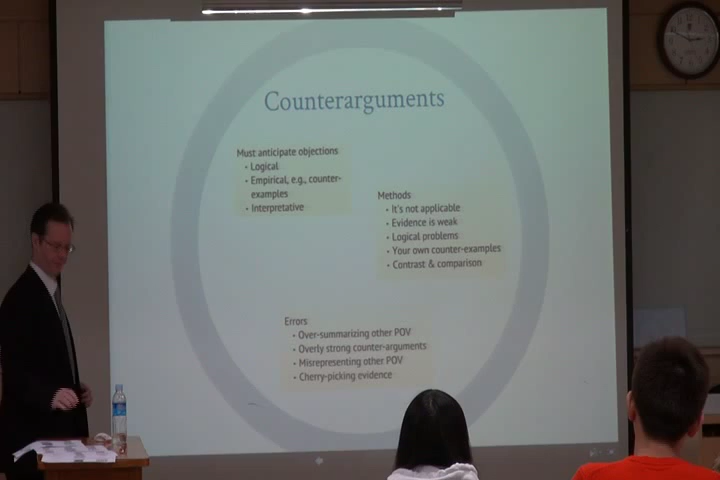 Counterarguments
Must anticipate objections
• Logical
• Empirical, e.g., counter-
examples
• Interpretative
Methods
• It's not applicable
• Evidence is weak
• Logical problems
• Your own counter-examples
• Contrast & comparison
Errors
• Over-summarizing other POV
• Overly strong counter-arguments
• Misrepresenting other POV
• Cherry-picking evidence